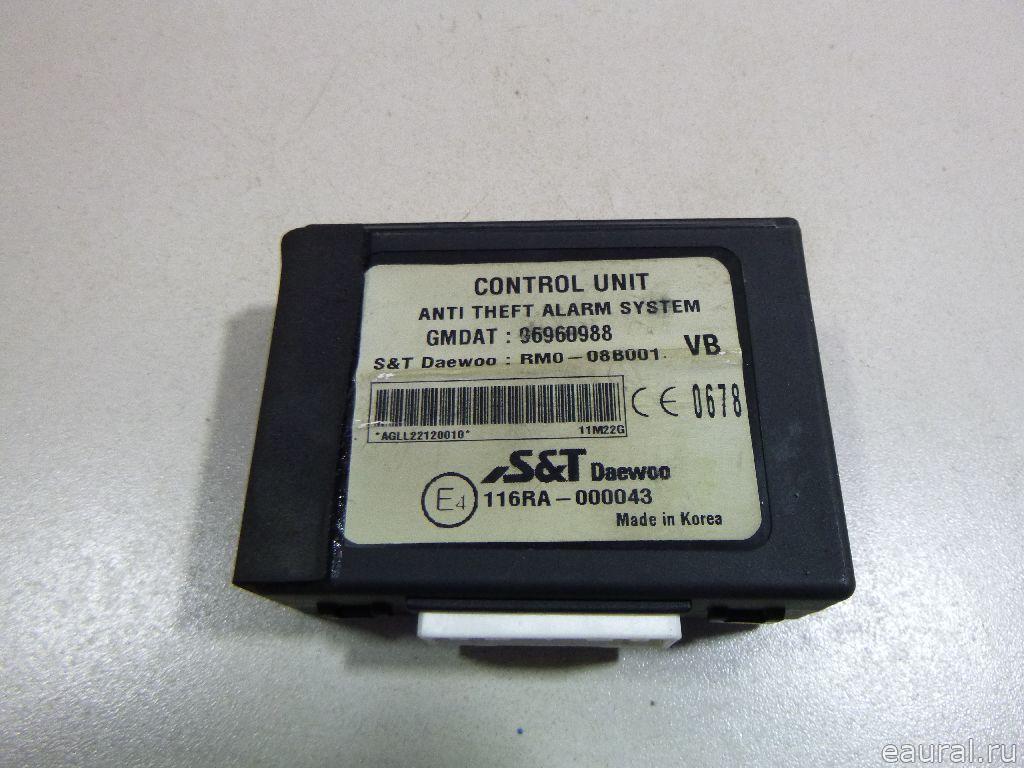 CONTROL UNIT
ANTI THEFT ALARM SYSTEM
GMDAT : 96960988
S&T Daewoo : RM0-08B001. VB
*AGLL22120010* 11M22G
CE 0678
S&T Daewoo
E4 116RA-000043
Made in Korea
eaural.ru